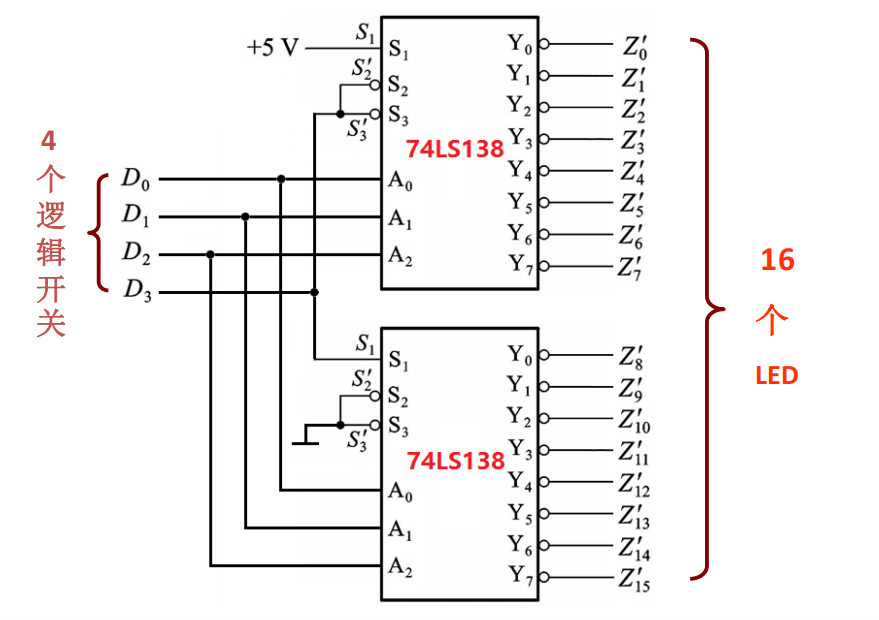 4
个
逻
辑
开
关
D₀
D₁
D₂
D₃
+5 V
S₁
S₂′
S₃′
S₁
S₂
S₃
A₀
A₁
A₂
74LS138
Y₀
Y₁
Y₂
Y₃
Y₄
Y₅
Y₆
Y₇
Z₀′
Z₁′
Z₂′
Z₃′
Z₄′
Z₅′
Z₆′
Z₇′
S₁
S₂′
S₃′
S₁
S₂
S₃
A₀
A₁
A₂
74LS138
Y₀
Y₁
Y₂
Y₃
Y₄
Y₅
Y₆
Y₇
Z₈′
Z₉′
Z₁₀′
Z₁₁′
Z₁₂′
Z₁₃′
Z₁₄′
Z₁₅′
16
个
LED